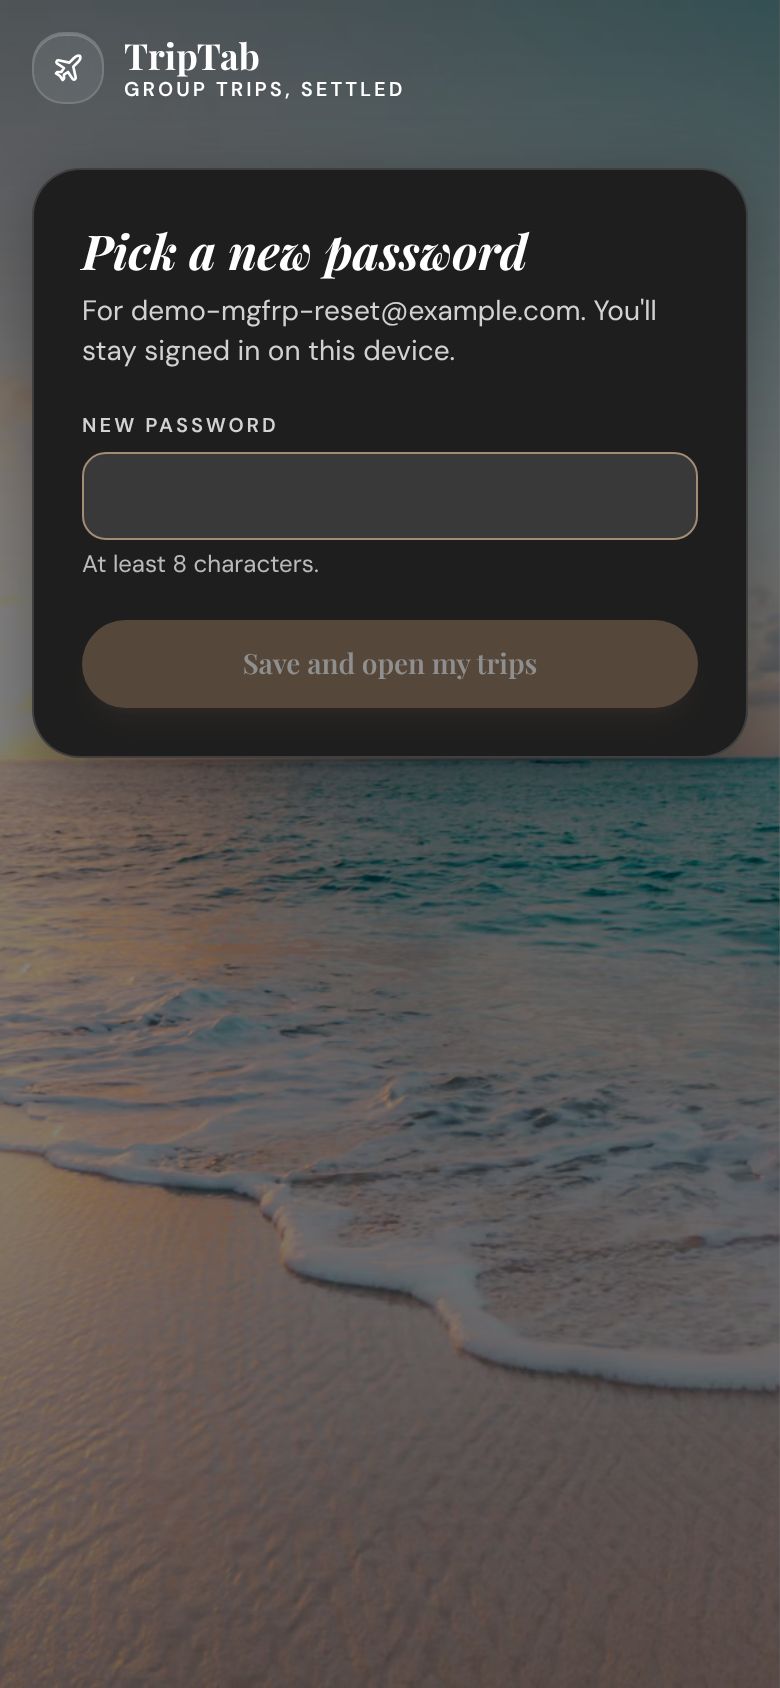 TripTab
GROUP TRIPS, SETTLED
Pick a new password
For demo-mgfrp-reset@example.com. You'll
stay signed in on this device.
NEW PASSWORD
At least 8 characters.
Save and open my trips